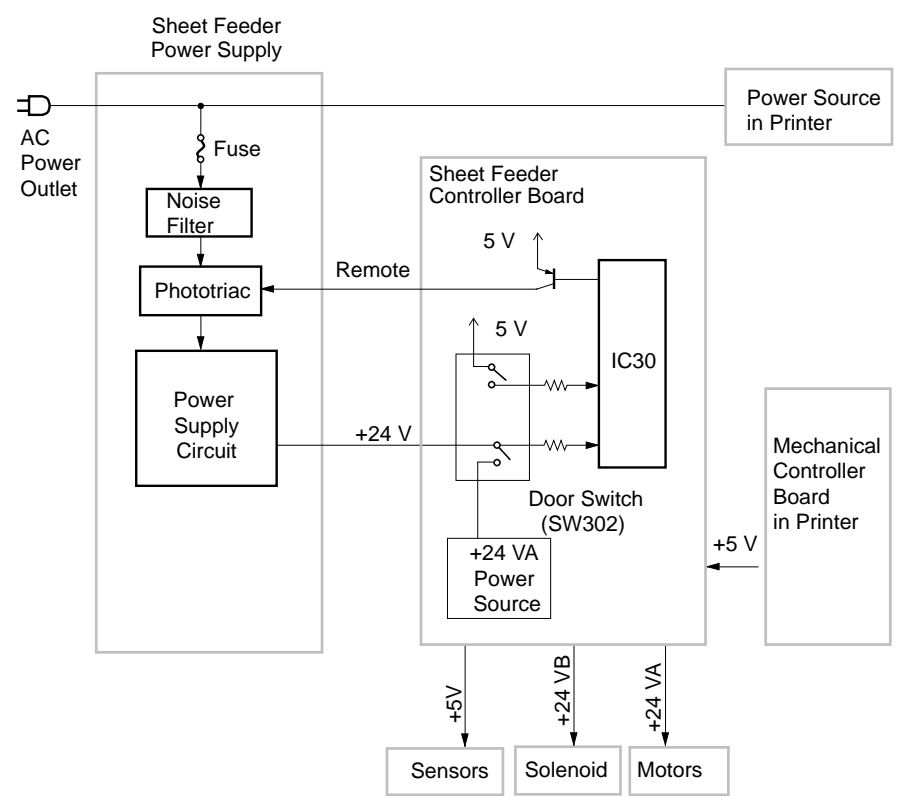 Sheet Feeder
Power Supply
AC
Power
Outlet
Fuse
Noise
Filter
Phototriac
Power
Supply
Circuit
Remote
+24 V
Power Source
in Printer
Sheet Feeder
Controller Board
5 V
5 V
IC30
Door Switch
(SW302)
+24 VA
Power
Source
+5 V
Mechanical
Controller
Board
in Printer
+5V
+24 VB
+24 VA
Sensors
Solenoid
Motors